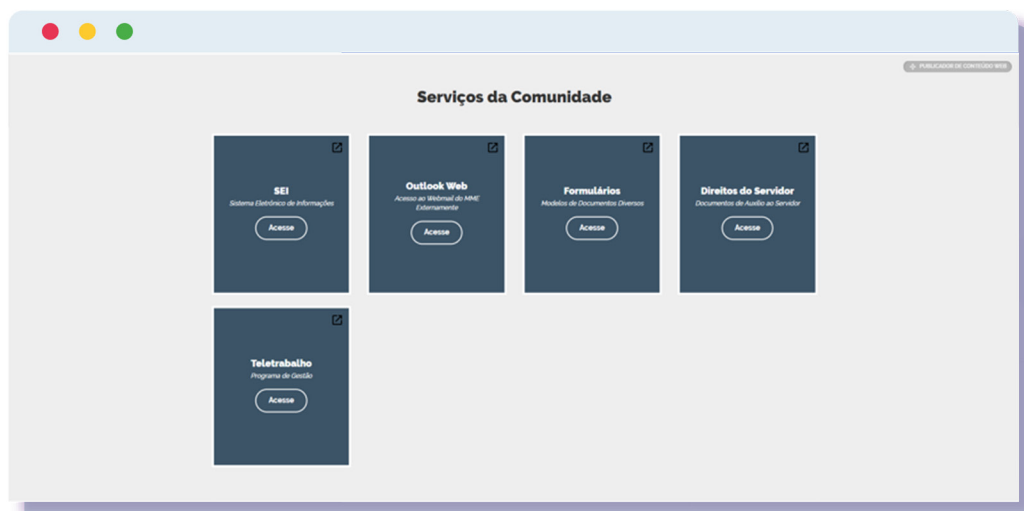 PUBLICADOR DE CONTEÚDO WEB
Serviços da Comunidade
SEI
Sistema Eletrônico de Informações
Acesse
Outlook Web
Acesso ao Webmail do MME
Externamente
Acesse
Formulários
Modelos de Documentos Diversos
Acesse
Direitos do Servidor
Documentos de Auxílio ao Servidor
Acesse
Teletrabalho
Programa de Gestão
Acesse